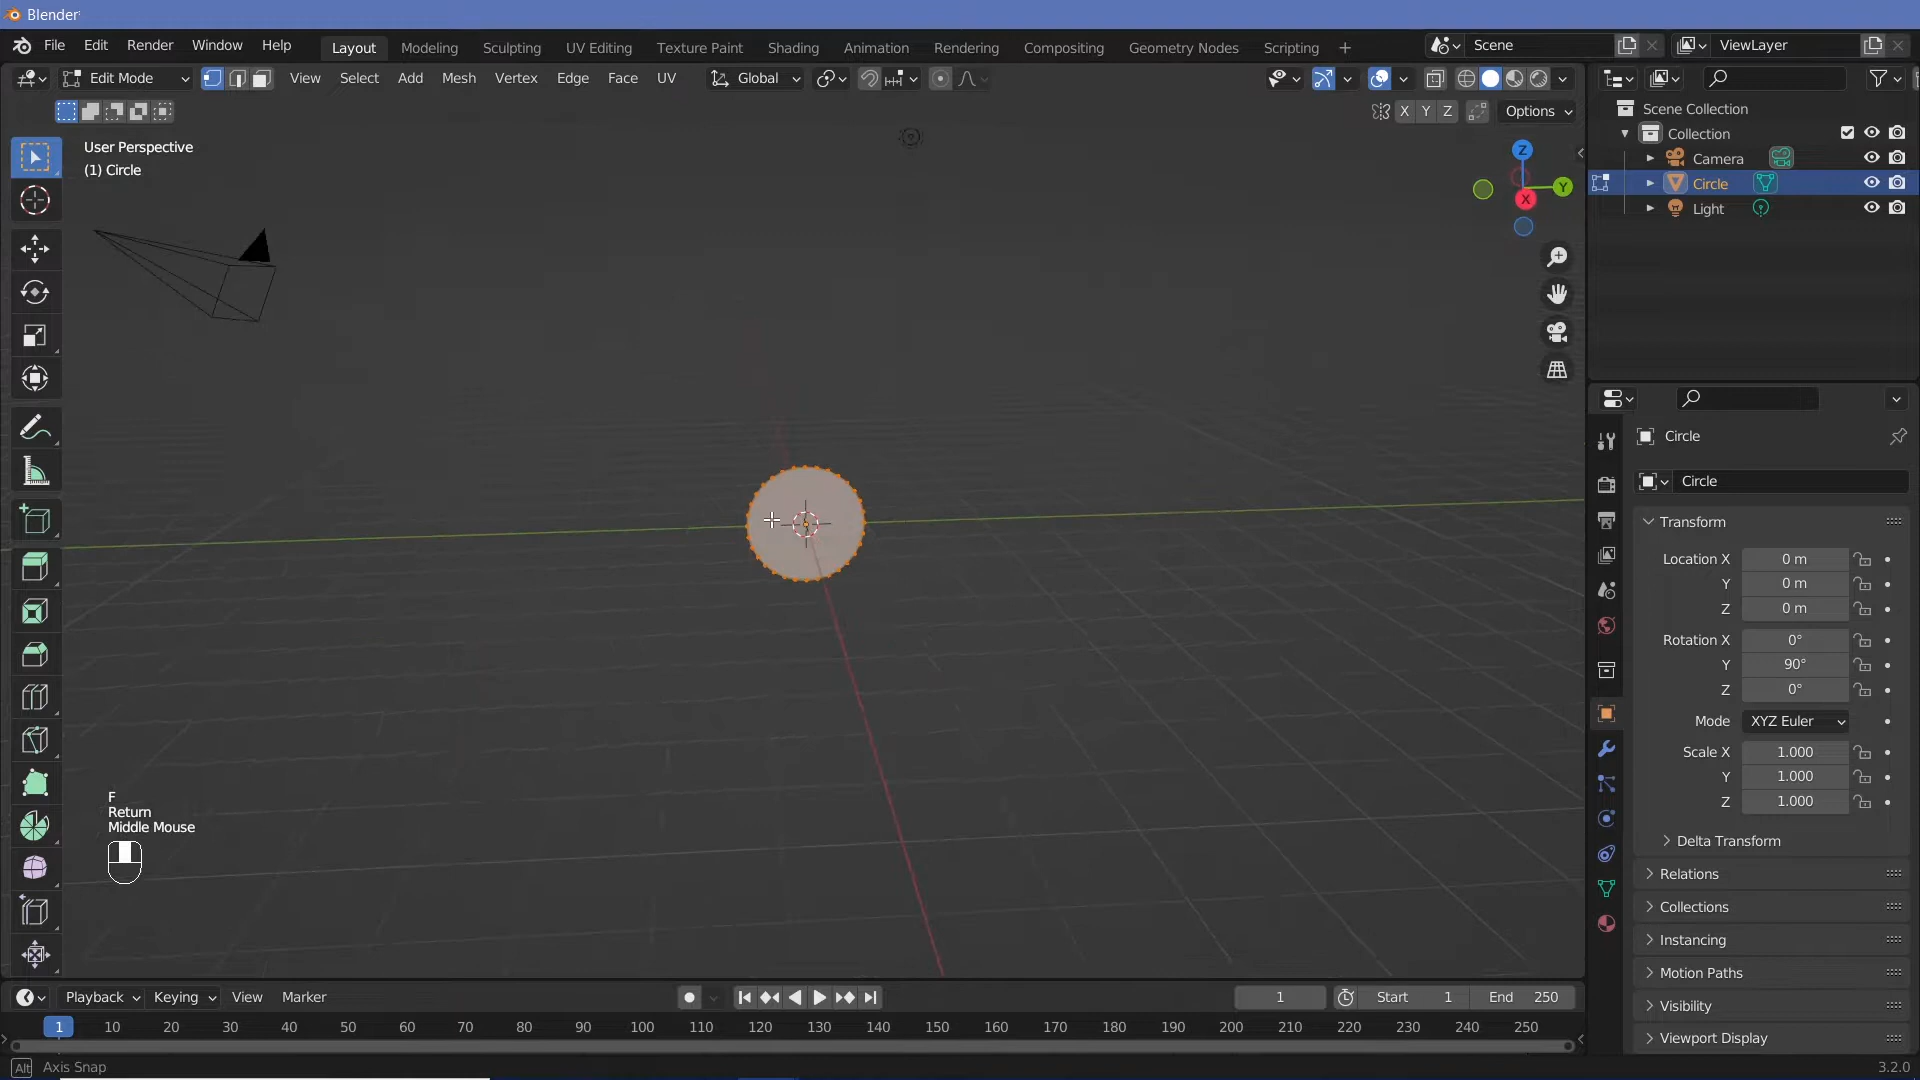 Blender
File Edit Render Window Help
Layout Modeling Sculpting UV Editing Texture Paint Shading Animation Rendering Compositing Geometry Nodes Scripting +
Scene
ViewLayer
Edit Mode View Select Add Mesh Vertex Edge Face UV Global
X Y Z Options
User Perspective
(1) Circle
Z
Y
X
Scene Collection
Collection
Camera
Circle
Light
Circle
Circle
Transform
Location X 0 m
Y 0 m
Z 0 m
Rotation X 0°
Y 90°
Z 0°
Mode XYZ Euler
Scale X 1.000
Y 1.000
Z 1.000
Delta Transform
Relations
Collections
Instancing
Motion Paths
Visibility
Viewport Display
F
Return
Middle Mouse
Playback Keying View Marker 1 Start 1 End 250
1 10 20 30 40 50 60 70 80 90 100 110 120 130 140 150 160 170 180 190 200 210 220 230 240 250
Alt Axis Snap 3.2.0